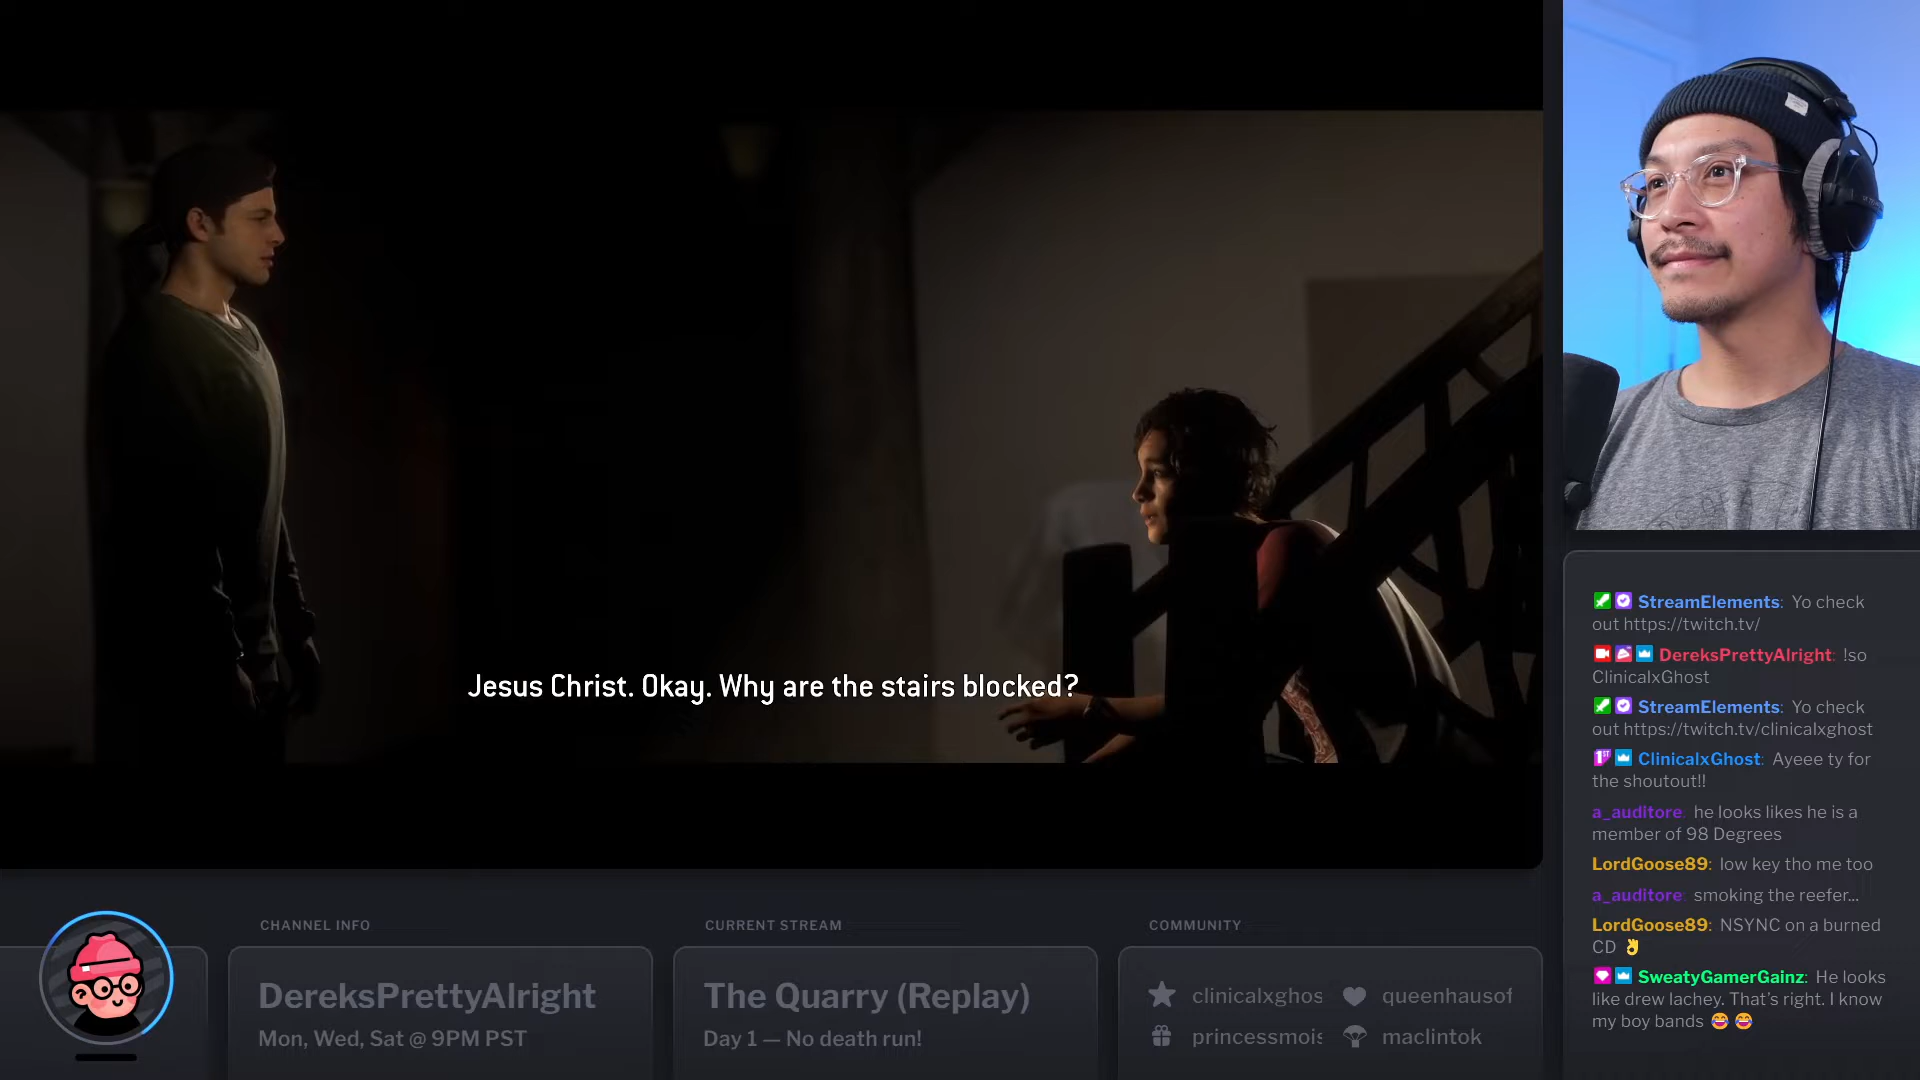 Jesus Christ. Okay. Why are the stairs blocked?
StreamElements: Yo check
out https://twitch.tv/
DereksPrettyAlright: !so
ClinicalxGhost
StreamElements: Yo check
out https://twitch.tv/clinicalxghost
ClinicalxGhost: Ayeee ty for
the shoutout!!
a_auditore: he looks likes he is a
member of 98 Degrees
LordGoose89: low key tho me too
a_auditore: smoking the reefer...
LordGoose89: NSYNC on a burned
CD 👌
SweatyGamerGainz: He looks
like drew lachey. That's right. I know
my boy bands 😂 😂
CHANNEL INFO
DereksPrettyAlright
Mon, Wed, Sat @ 9PM PST
CURRENT STREAM
The Quarry (Replay)
Day 1 — No death run!
COMMUNITY
clinicalxghos
queenhausof
princessmois
maclintok